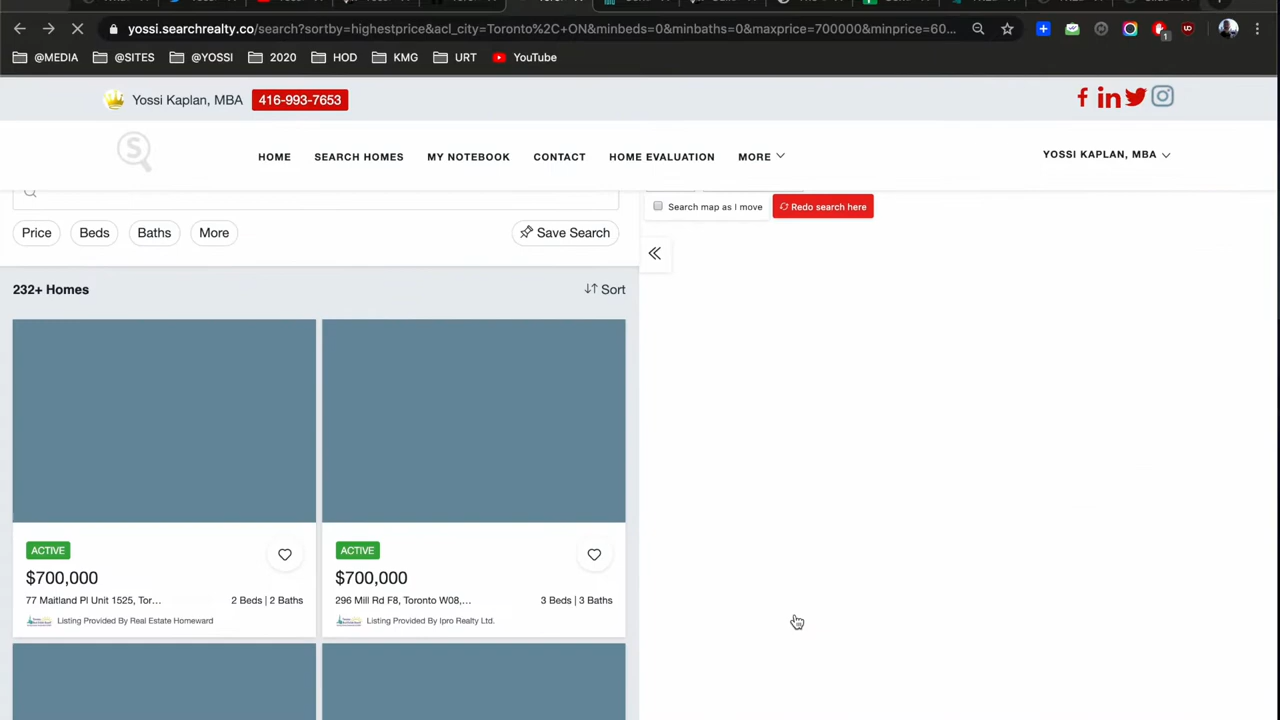 yossi.searchrealty.co/search?sortby=highestprice&acl_city=Toronto%2C+ON&minbeds=0&minbaths=0&maxprice=700000&minprice=60...
1
@MEDIA @SITES @YOSSI 2020 HOD KMG URT YouTube
Yossi Kaplan, MBA 416-993-7653
HOME SEARCH HOMES MY NOTEBOOK CONTACT HOME EVALUATION MORE YOSSI KAPLAN, MBA
Search map as I move Redo search here
Price Beds Baths More Save Search
232+ Homes Sort
ACTIVE ACTIVE
$700,000 $700,000
77 Maitland Pl Unit 1525, Tor... 2 Beds | 2 Baths 296 Mill Rd F8, Toronto W08,... 3 Beds | 3 Baths
Listing Provided By Real Estate Homeward Listing Provided By Ipro Realty Ltd.